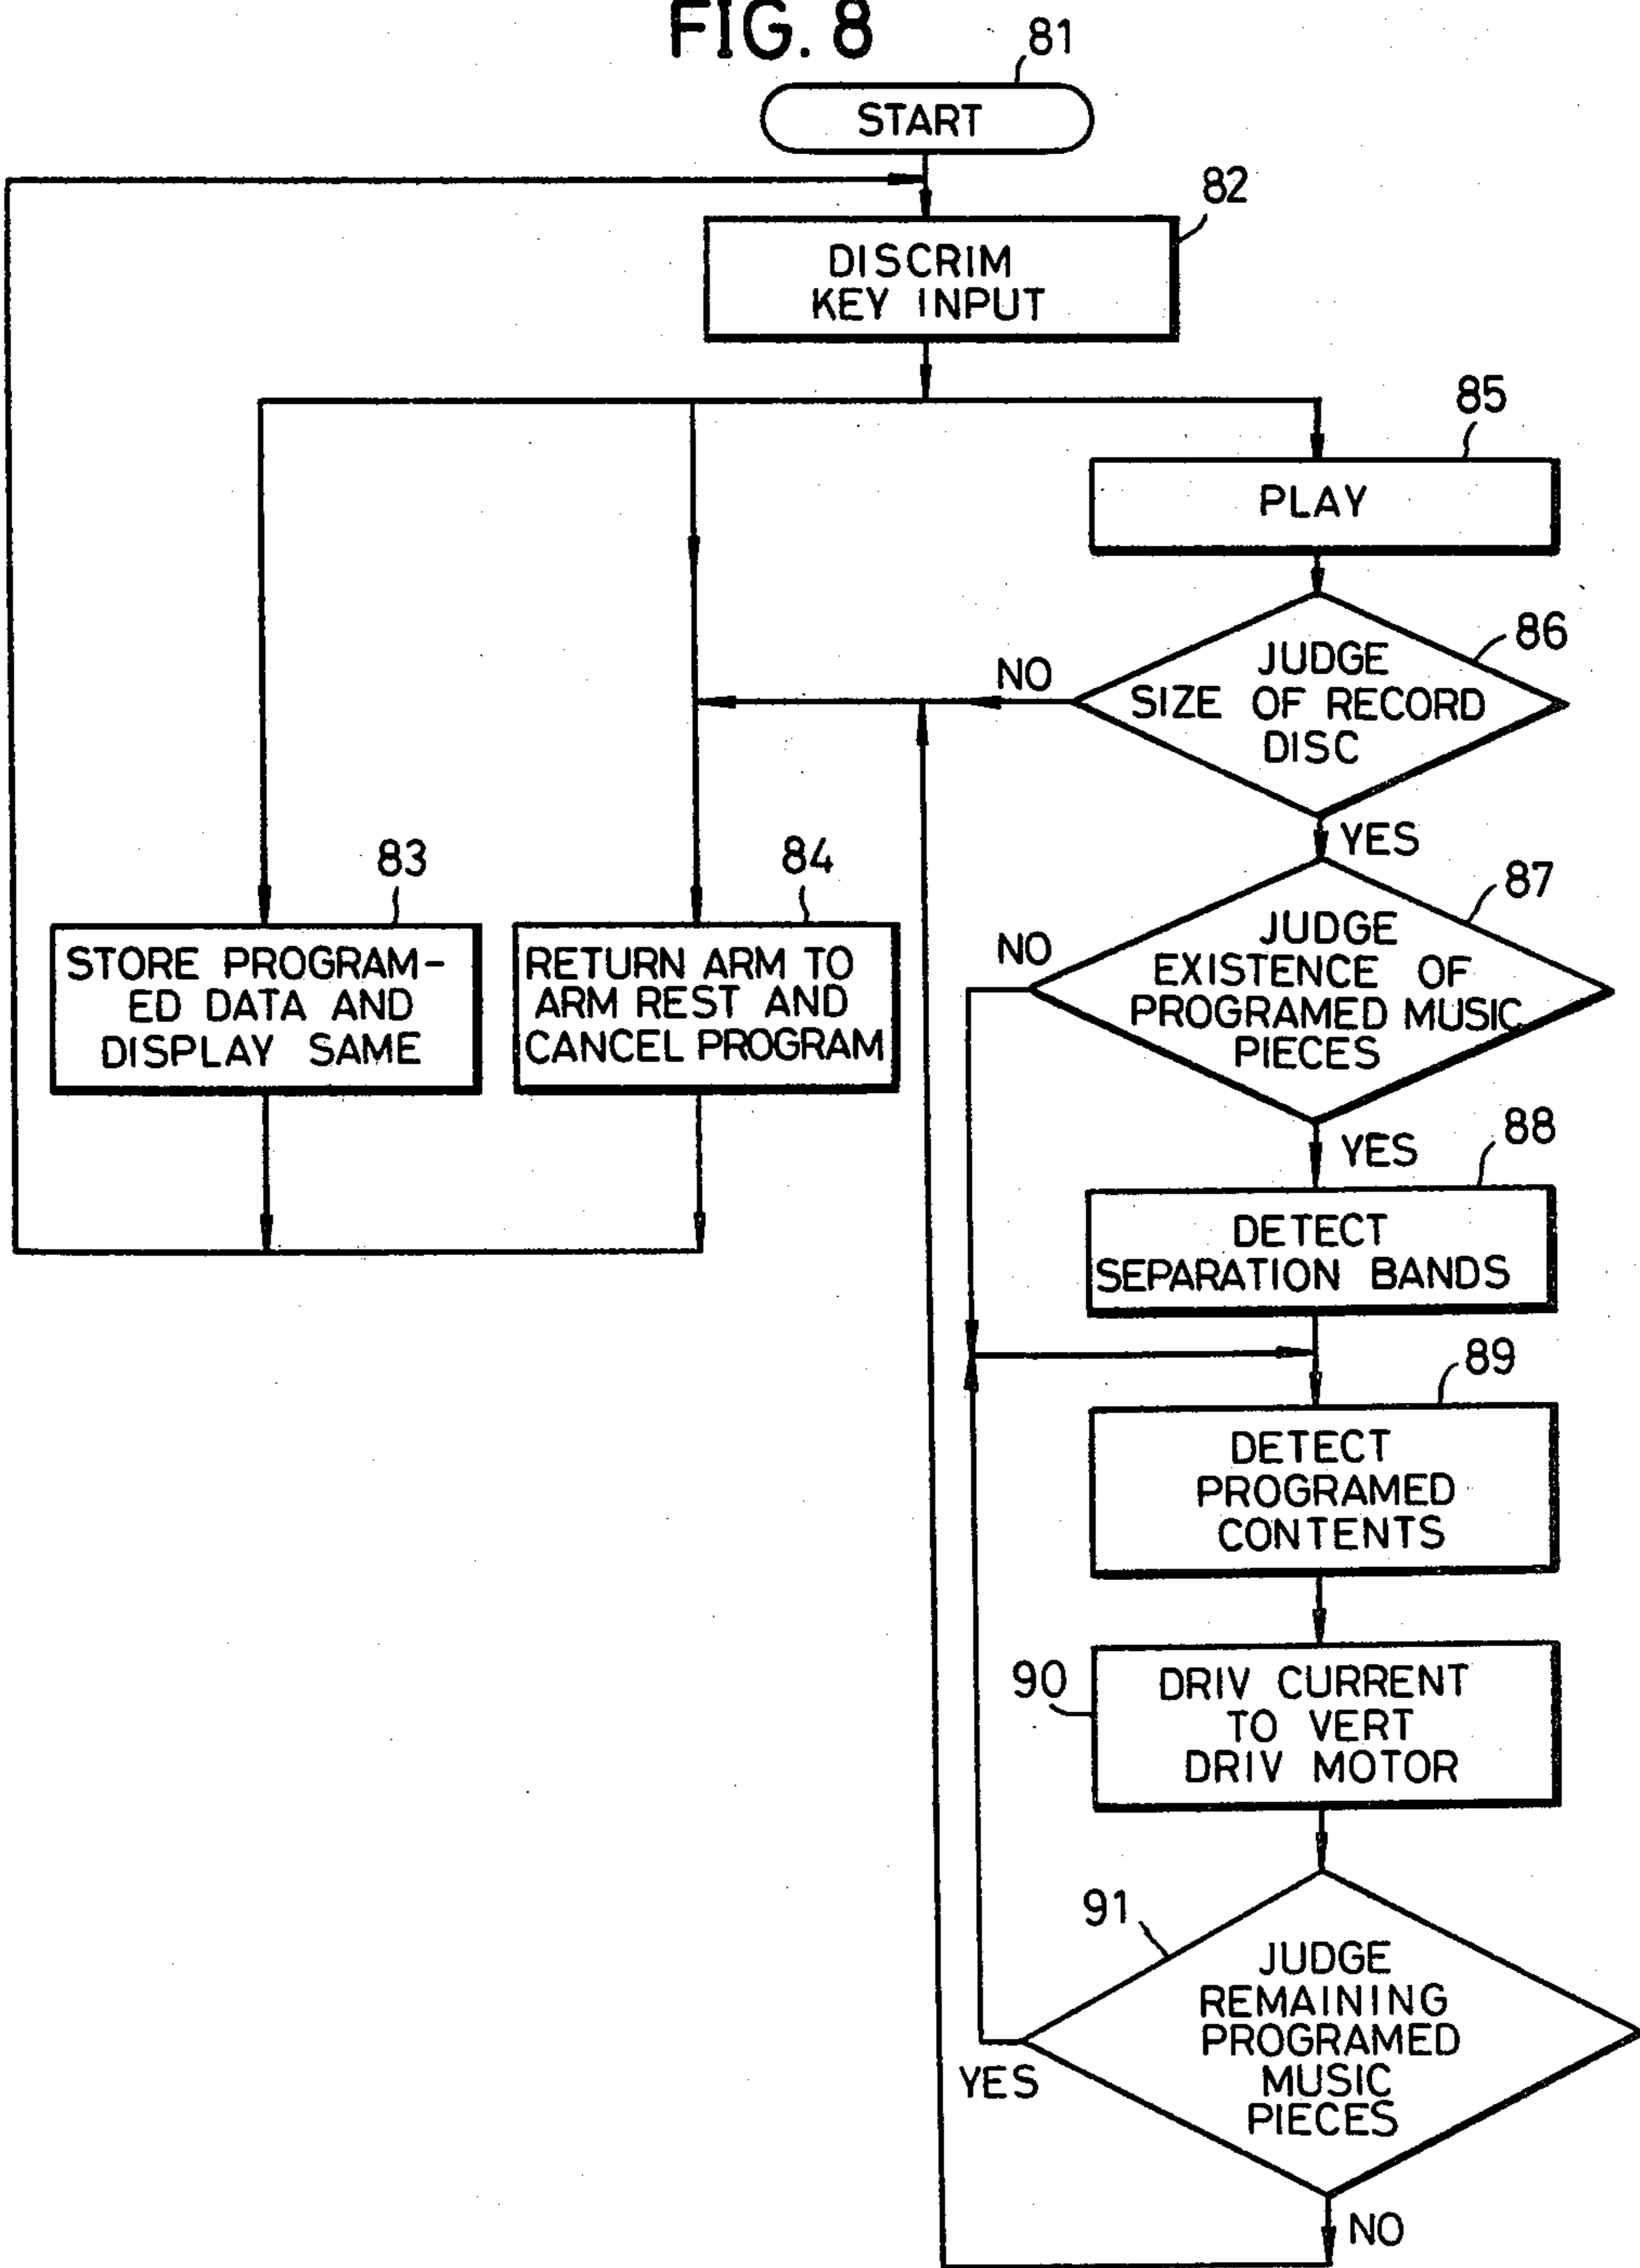 FIG. 8
81
START
82
DISCRIM
KEY INPUT
85
PLAY
86
JUDGE
SIZE OF RECORD
DISC
NO
YES
83
STORE PROGRAM-
ED DATA AND
DISPLAY SAME
84
RETURN ARM TO
ARM REST AND
CANCEL PROGRAM
87
JUDGE
EXISTENCE OF
PROGRAMED MUSIC
PIECES
NO
YES
88
DETECT
SEPARATION BANDS
89
DETECT
PROGRAMED
CONTENTS
90
DRIV CURRENT
TO VERT
DRIV MOTOR
91
JUDGE
REMAINING
PROGRAMED
MUSIC
PIECES
YES
NO